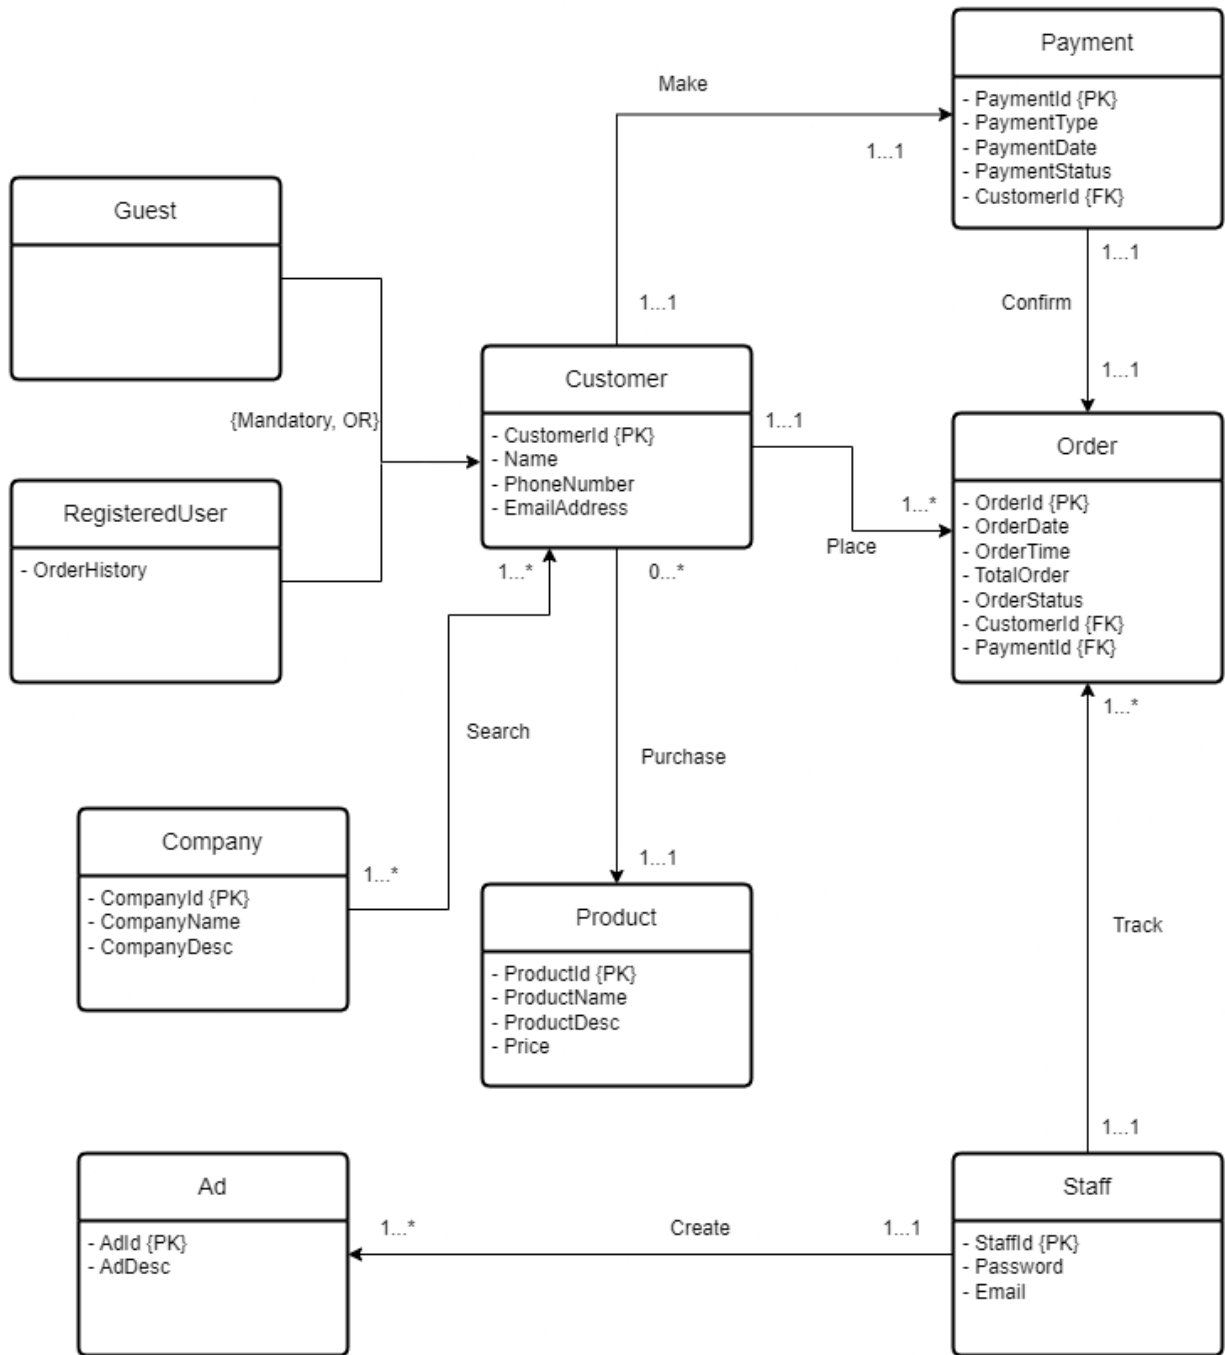 Payment
- PaymentId {PK}
- PaymentType
- PaymentDate
- PaymentStatus
- CustomerId {FK}
Make
1...1
1...1
Guest
1...1
Confirm
1...1
{Mandatory, OR}
RegisteredUser
- OrderHistory
Customer
- CustomerId {PK}
- Name
- PhoneNumber
- EmailAddress
1...1
1...*
Place
Order
- OrderId {PK}
- OrderDate
- OrderTime
- TotalOrder
- OrderStatus
- CustomerId {FK}
- PaymentId {FK}
1...*
0...*
1...*
Search
Purchase
Company
- CompanyId {PK}
- CompanyName
- CompanyDesc
1...*
1...1
Product
- ProductId {PK}
- ProductName
- ProductDesc
- Price
Track
1...1
Ad
- AdId {PK}
- AdDesc
1...*
Create
1...1
Staff
- StaffId {PK}
- Password
- Email